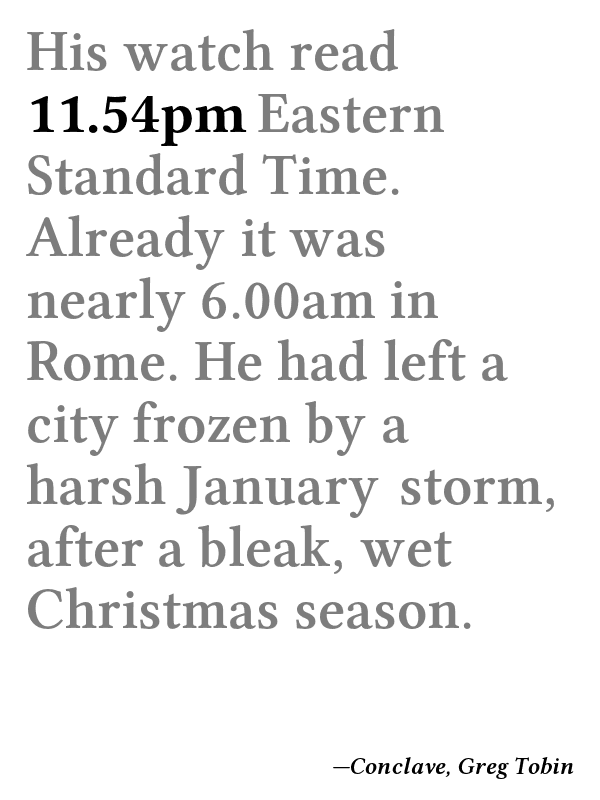 His watch read
11.54pm Eastern
Standard Time.
Already it was
nearly 6.00am in
Rome. He had left a
city frozen by a
harsh January storm,
after a bleak, wet
Christmas season.
—Conclave, Greg Tobin